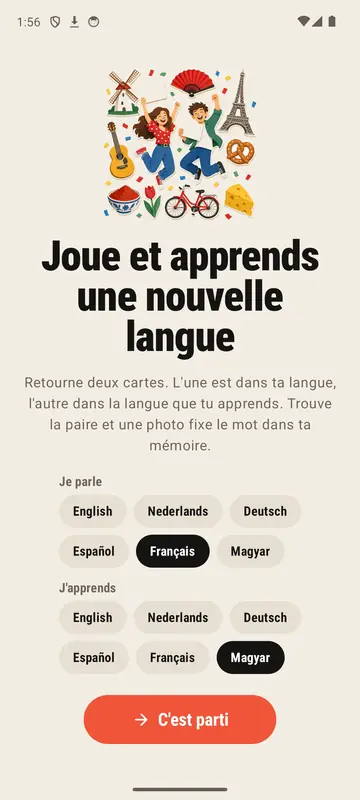 1:56
Joue et apprends
une nouvelle
langue
Retourne deux cartes. L'une est dans ta langue,
l'autre dans la langue que tu apprends. Trouve
la paire et une photo fixe le mot dans ta
mémoire.
Je parle
English Nederlands Deutsch
Español Français Magyar
J'apprends
English Nederlands Deutsch
Español Français Magyar
→ C'est parti